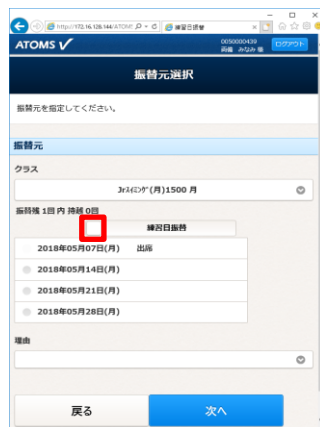 http://172.16.128.144/ATOMS
練習日振替
ATOMS V
0050000439
両備 みなみ 様
ログアウト
振替元選択
振替元を指定してください。
振替元
クラス
Jrスイミング(月)1500 月
振替残 1回 内 持越 0回
練習日振替
2018年05月07日(月) 出席
2018年05月14日(月)
2018年05月21日(月)
2018年05月28日(月)
理由
戻る
次へ